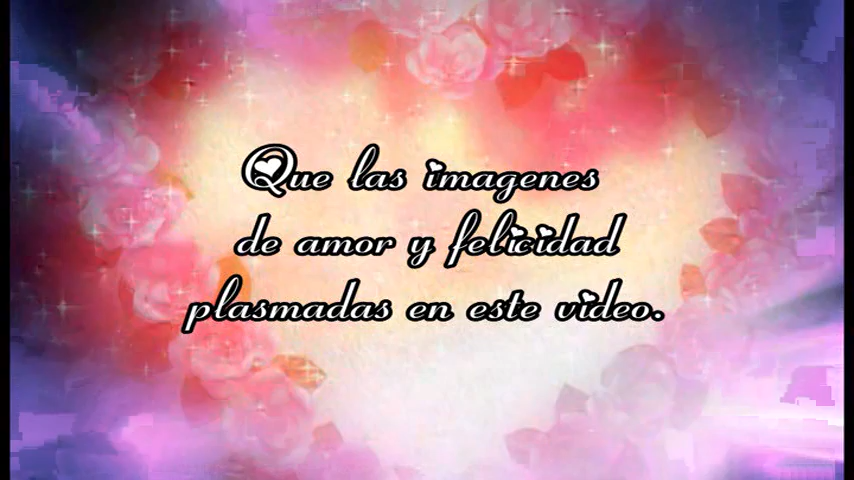 Que las imagenes
de amor y felicidad
plasmadas en este video.